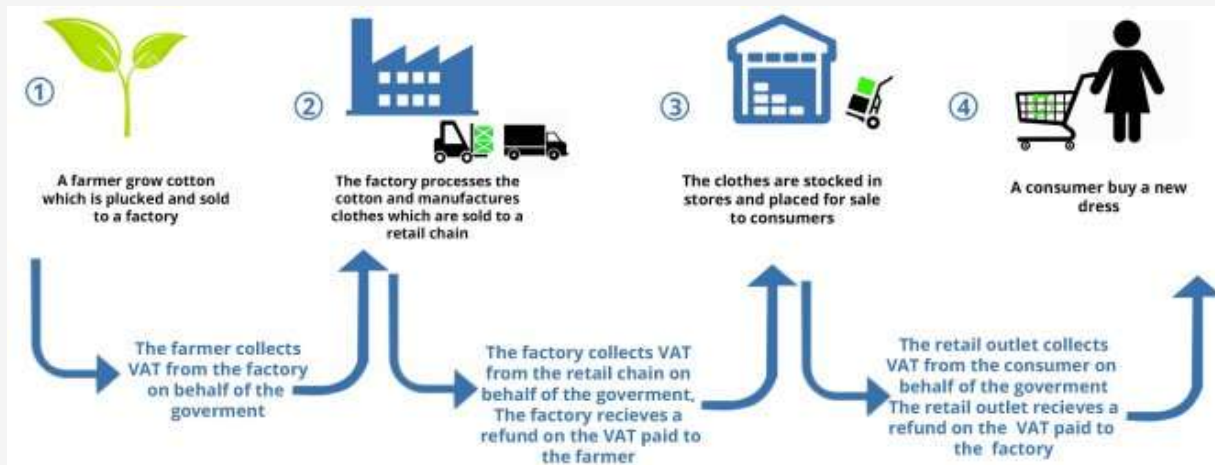 1
A farmer grow cotton
which is plucked and sold
to a factory
2
The factory processes the
cotton and manufactures
clothes which are sold to a
retail chain
3
The clothes are stocked in
stores and placed for sale
to consumers
4
A consumer buy a new
dress
The farmer collects
VAT from the factory
on behalf of the
goverment
The factory collects VAT
from the retail chain on
behalf of the goverment,
The factory recieves a
refund on the VAT paid to
the farmer
The retail outlet collects
VAT from the consumer on
behalf of the goverment
The retail outlet recieves a
refund on the VAT paid to
the factory